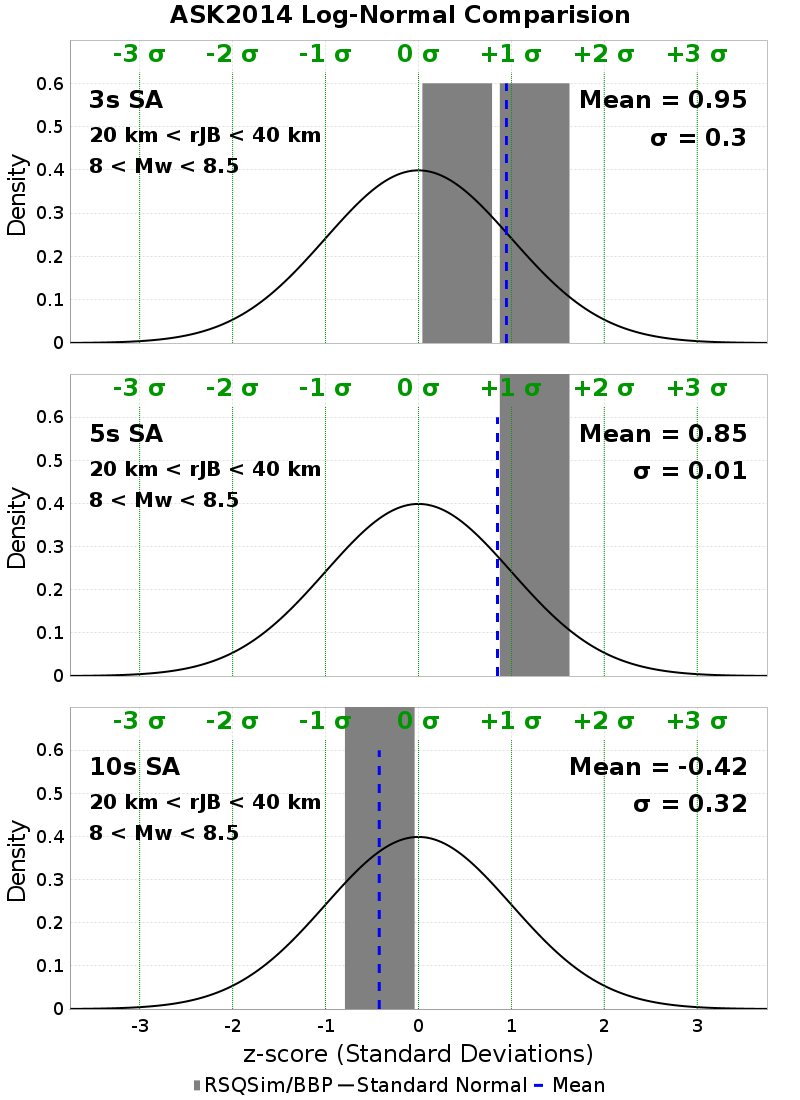 ASK2014 Log-Normal Comparision
-3 σ -2 σ -1 σ 0 σ +1 σ +2 σ +3 σ
0.6
3s SA
Mean = 0.95
0.5
20 km < rJB < 40 km
σ = 0.3
8 < Mw < 8.5
0.4
0.3
0.2
0.1
0
Density
-3 σ -2 σ -1 σ 0 σ +1 σ +2 σ +3 σ
0.6
5s SA
Mean = 0.85
0.5
20 km < rJB < 40 km
σ = 0.01
8 < Mw < 8.5
0.4
0.3
0.2
0.1
0
Density
-3 σ -2 σ -1 σ 0 σ +1 σ +2 σ +3 σ
0.6
10s SA
Mean = -0.42
0.5
20 km < rJB < 40 km
σ = 0.32
8 < Mw < 8.5
0.4
0.3
0.2
0.1
0
Density
-3 -2 -1 0 1 2 3
z-score (Standard Deviations)
RSQSim/BBP Standard Normal Mean